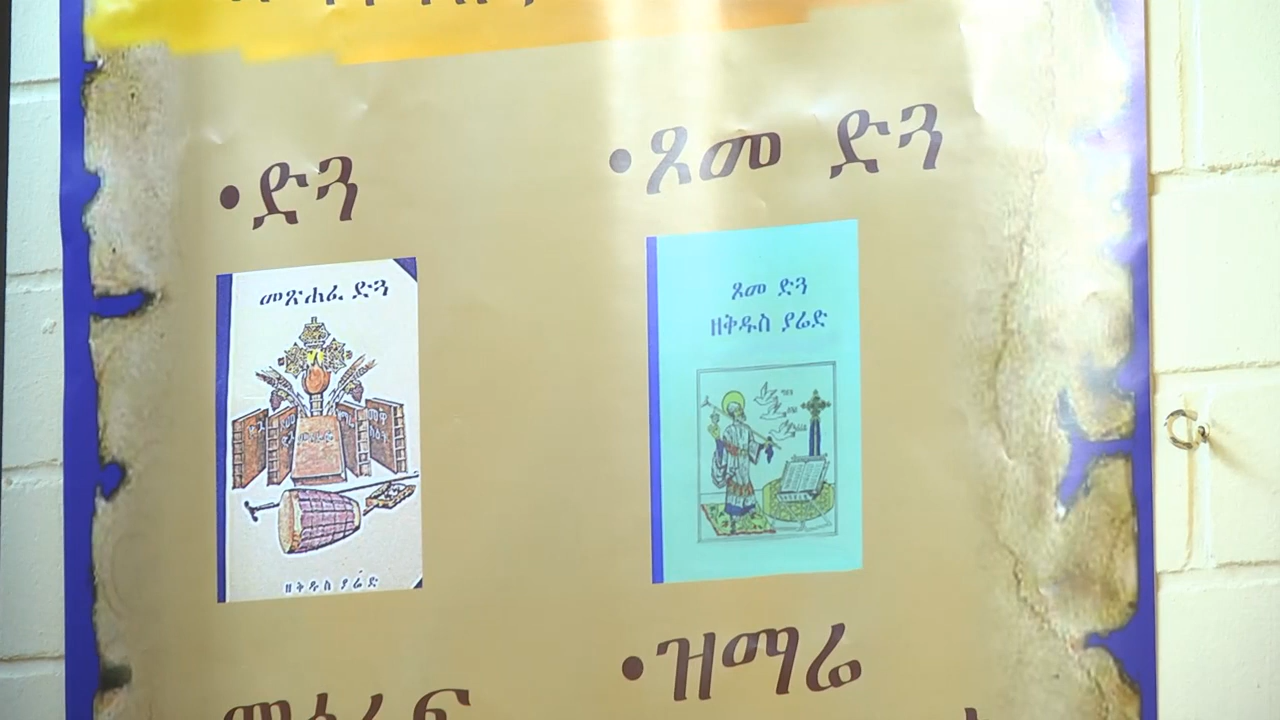 •ድጓ
•ጾመ ድጓ
መጽሐፈ ድጓ
ዘቅዱስ ያሬድ
ጾመ ድጓ
ዘቅዱስ ያሬድ
•ዝማሬ